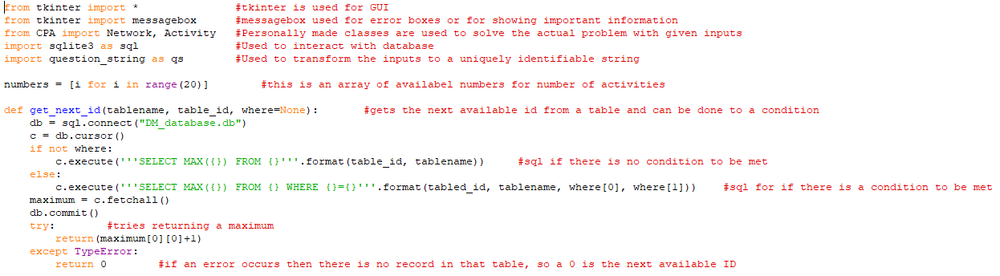 from tkinter import *               #tkinter is used for GUI
from tkinter import messagebox      #messagebox used for error boxes or for showing important information
from CPA import Network, Activity   #Personally made classes are used to solve the actual problem with given inputs
import sqlite3 as sql               #Used to interact with database
import question_string as qs        #Used to transform the inputs to a uniquely identifiable string
numbers = [i for i in range(20)]        #this is an array of availabel numbers for number of activities
def get_next_id(tablename, table_id, where=None):       #gets the next available id from a table and can be done to a condition
    db = sql.connect("DM_database.db")
    c = db.cursor()
    if not where:
        c.execute('''SELECT MAX({}) FROM {}'''.format(table_id, tablename))     #sql if there is no condition to be met
    else:
        c.execute('''SELECT MAX({}) FROM {} WHERE {}={}'''.format(tabled_id, tablename, where[0], where[1]))    #sql for if there is a condition to be met
    maximum = c.fetchall()
    db.commit()
    try:        #tries returning a maximum
        return(maximum[0][0]+1)
    except TypeError:
        return 0        #if an error occurs then there is no record in that table, so a 0 is the next available ID